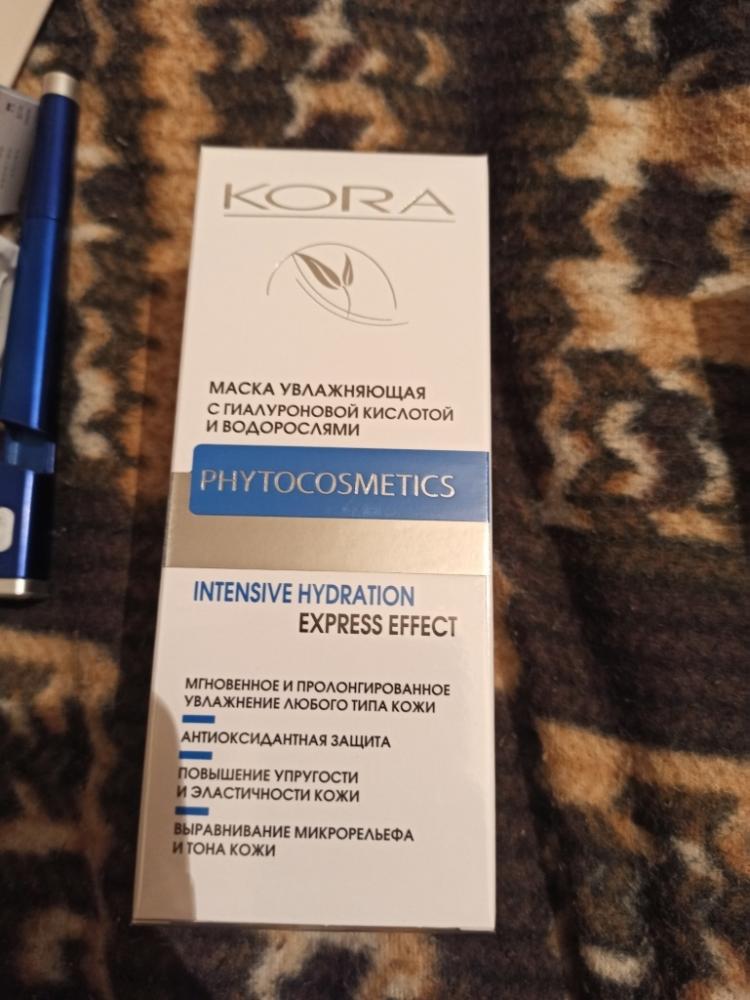 KORA
МАСКА УВЛАЖНЯЮЩАЯ
С ГИАЛУРОНОВОЙ КИСЛОТОЙ
И ВОДОРОСЛЯМИ
PHYTOCOSMETICS
INTENSIVE HYDRATION
EXPRESS EFFECT
МГНОВЕННОЕ И ПРОЛОНГИРОВАННОЕ
УВЛАЖНЕНИЕ ЛЮБОГО ТИПА КОЖИ
АНТИОКСИДАНТНАЯ ЗАЩИТА
ПОВЫШЕНИЕ УПРУГОСТИ
И ЭЛАСТИЧНОСТИ КОЖИ
ВЫРАВНИВАНИЕ МИКРОРЕЛЬЕФА
И ТОНА КОЖИ